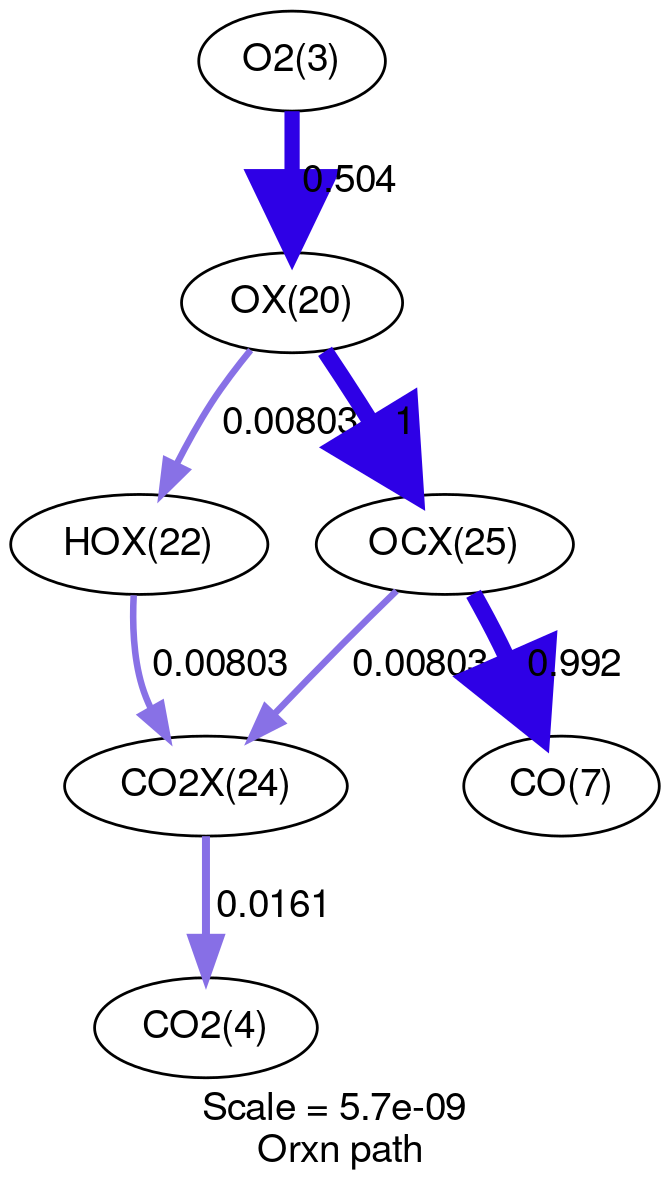 O2(3)
0.504
OX(20)
0.00803
1
HOX(22)
OCX(25)
0.00803
0.00803
0.992
CO2X(24)
CO(7)
0.0161
CO2(4)
Scale = 5.7e-09
Orxn path